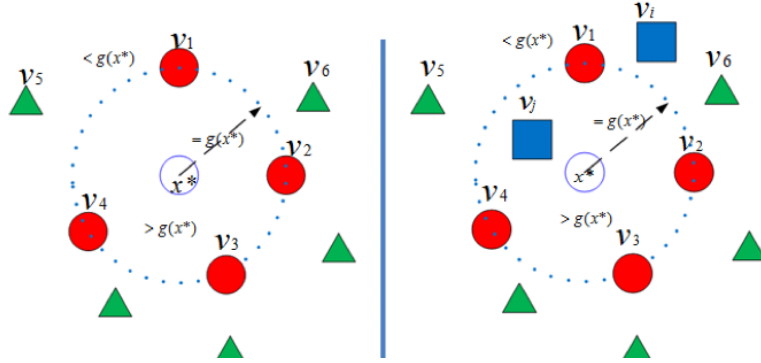 v1
< g(x*)
v5
v6
= g(x*)
v2
x*
v4
> g(x*)
v3
vi
v1
< g(x*)
v5
v6
vj
= g(x*)
v2
x*
v4
> g(x*)
v3